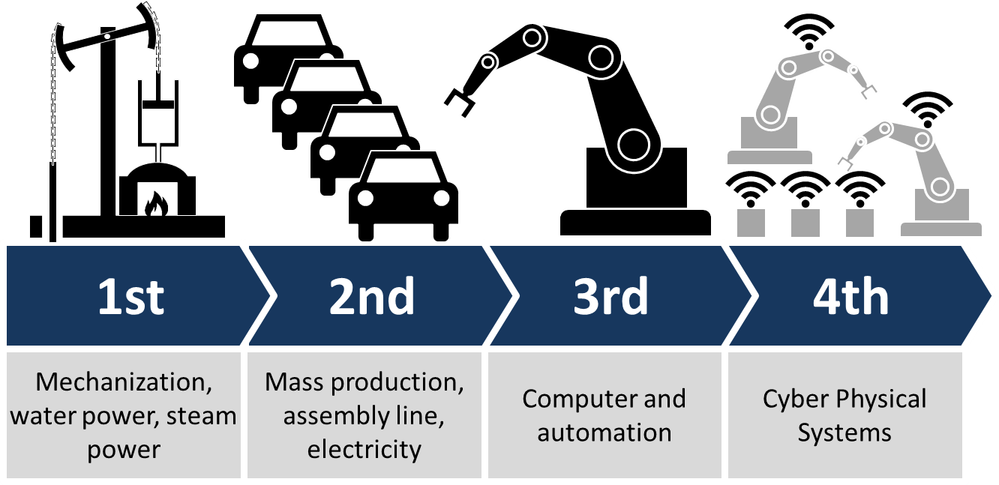 1st
2nd
3rd
4th
Mechanization,
water power, steam
power
Mass production,
assembly line,
electricity
Computer and
automation
Cyber Physical
Systems